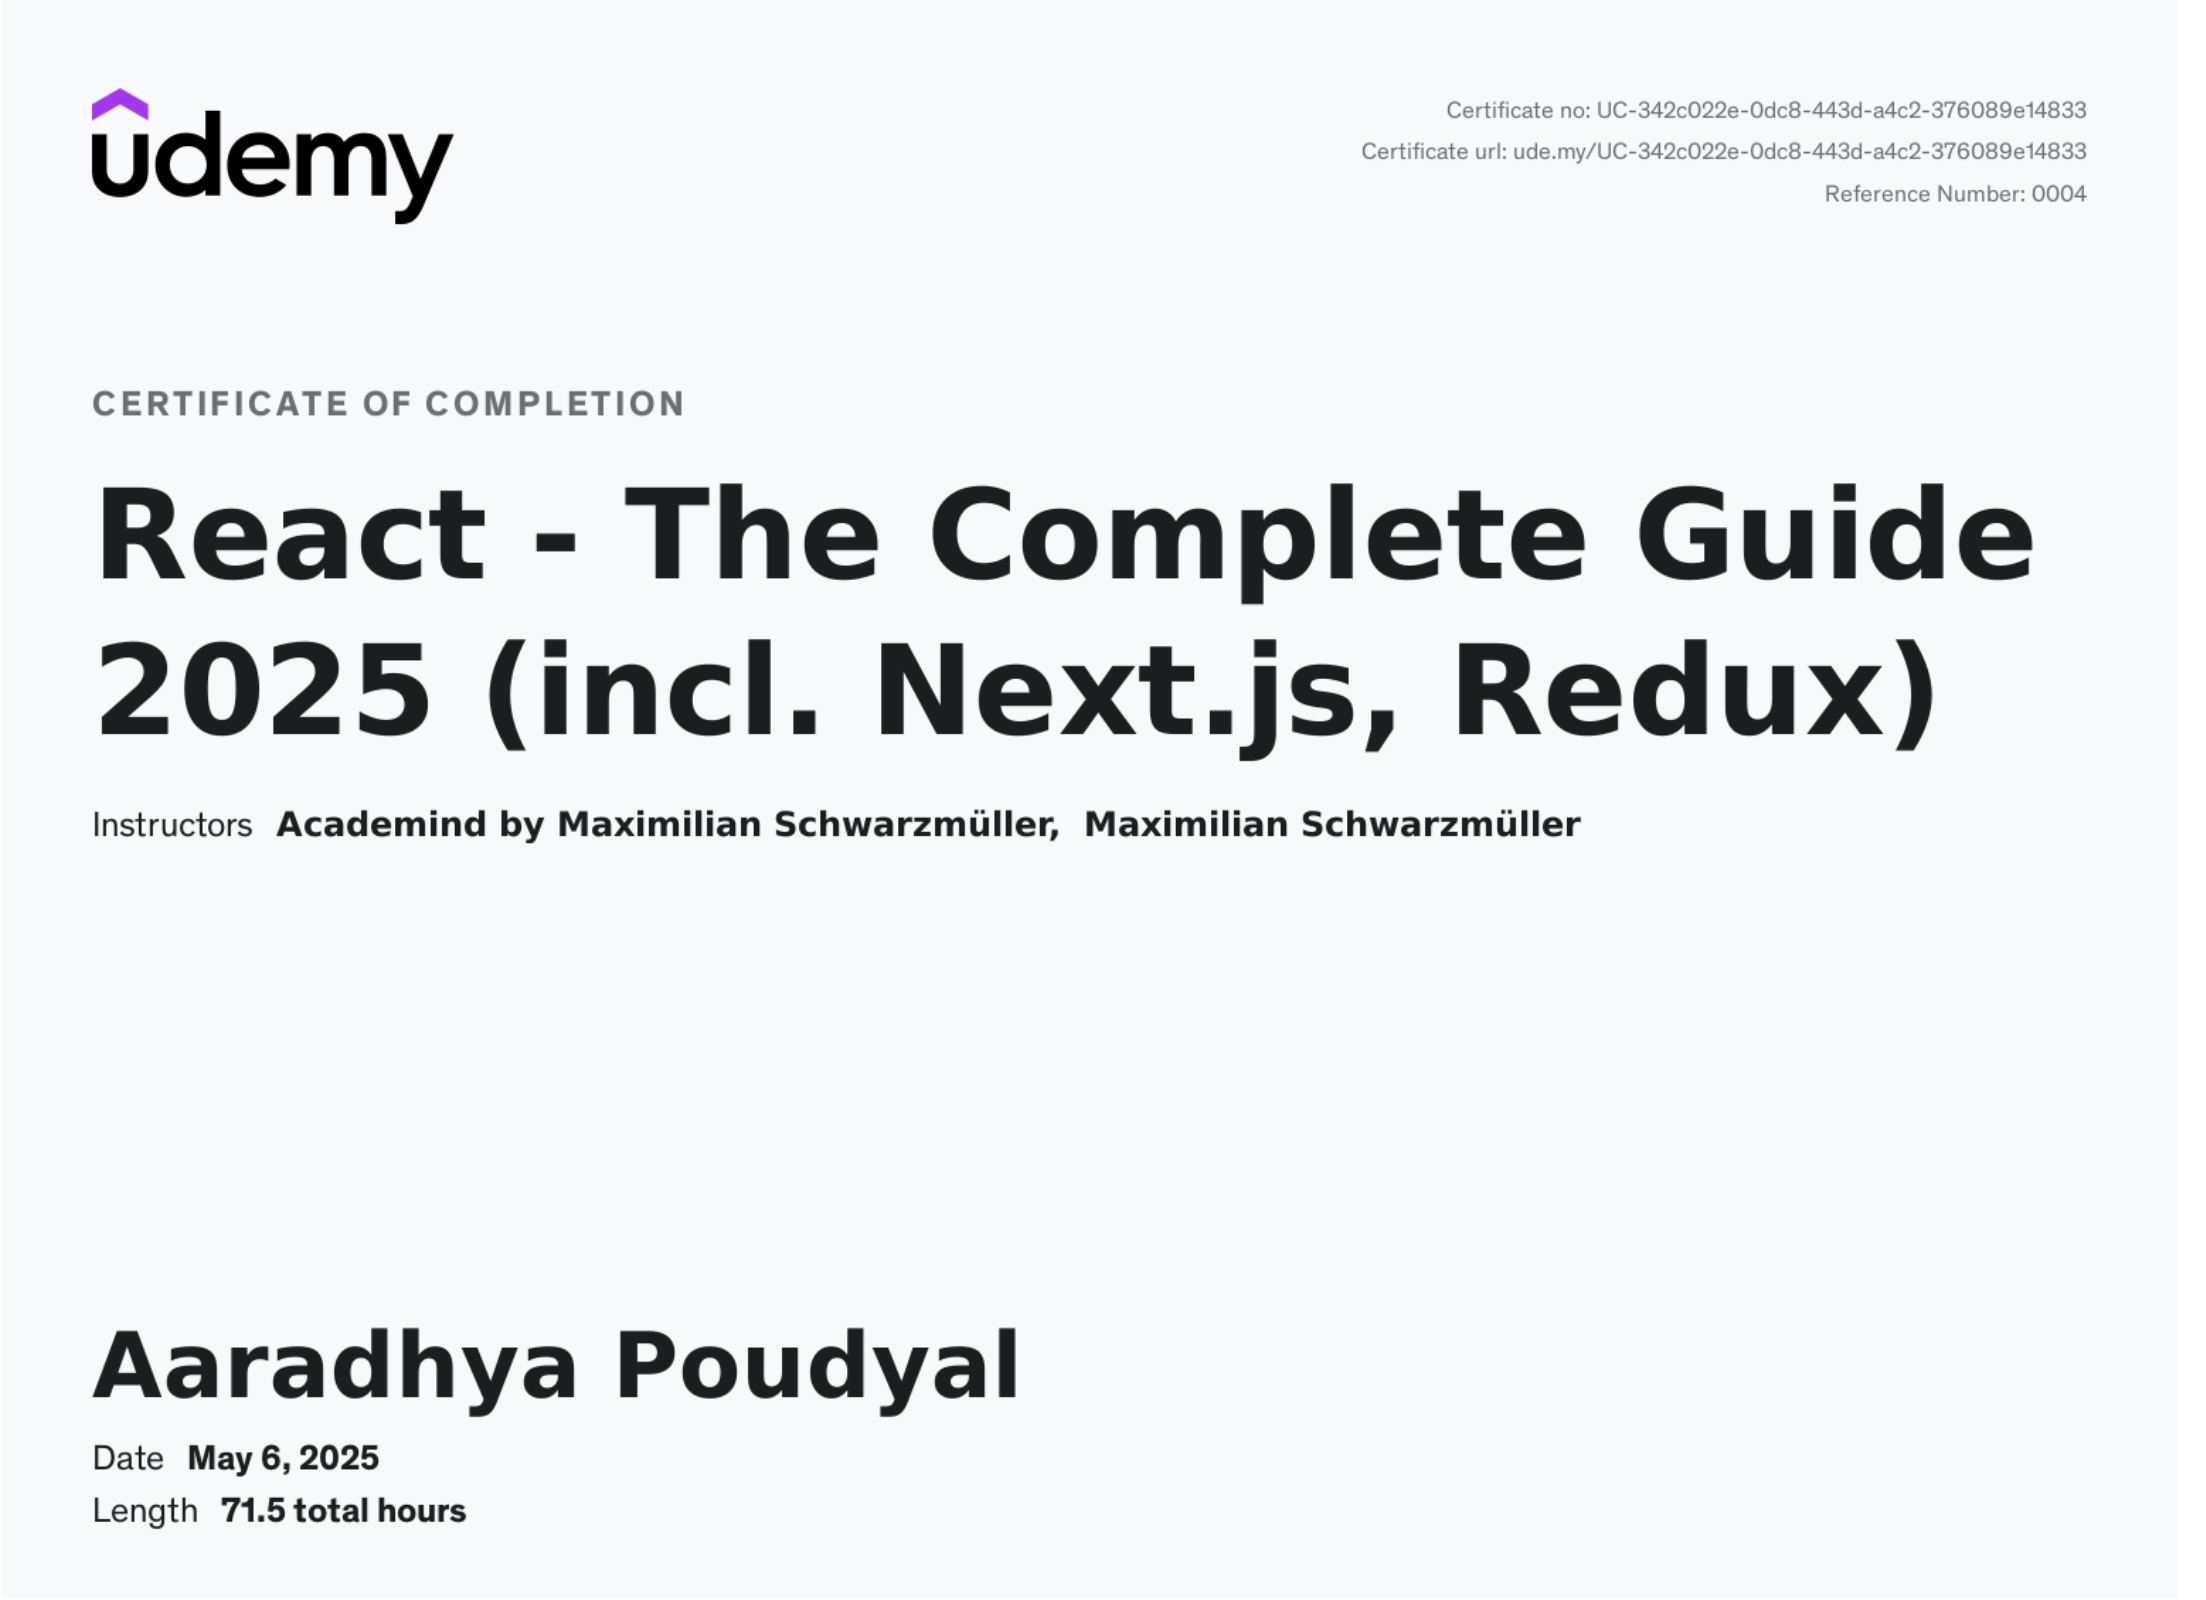 udemy
Certificate no: UC-342c022e-0dc8-443d-a4c2-376089e14833
Certificate url: ude.my/UC-342c022e-0dc8-443d-a4c2-376089e14833
Reference Number: 0004
CERTIFICATE OF COMPLETION
React - The Complete Guide
2025 (incl. Next.js, Redux)
Instructors Academind by Maximilian Schwarzmüller, Maximilian Schwarzmüller
Aaradhya Poudyal
Date May 6, 2025
Length 71.5 total hours